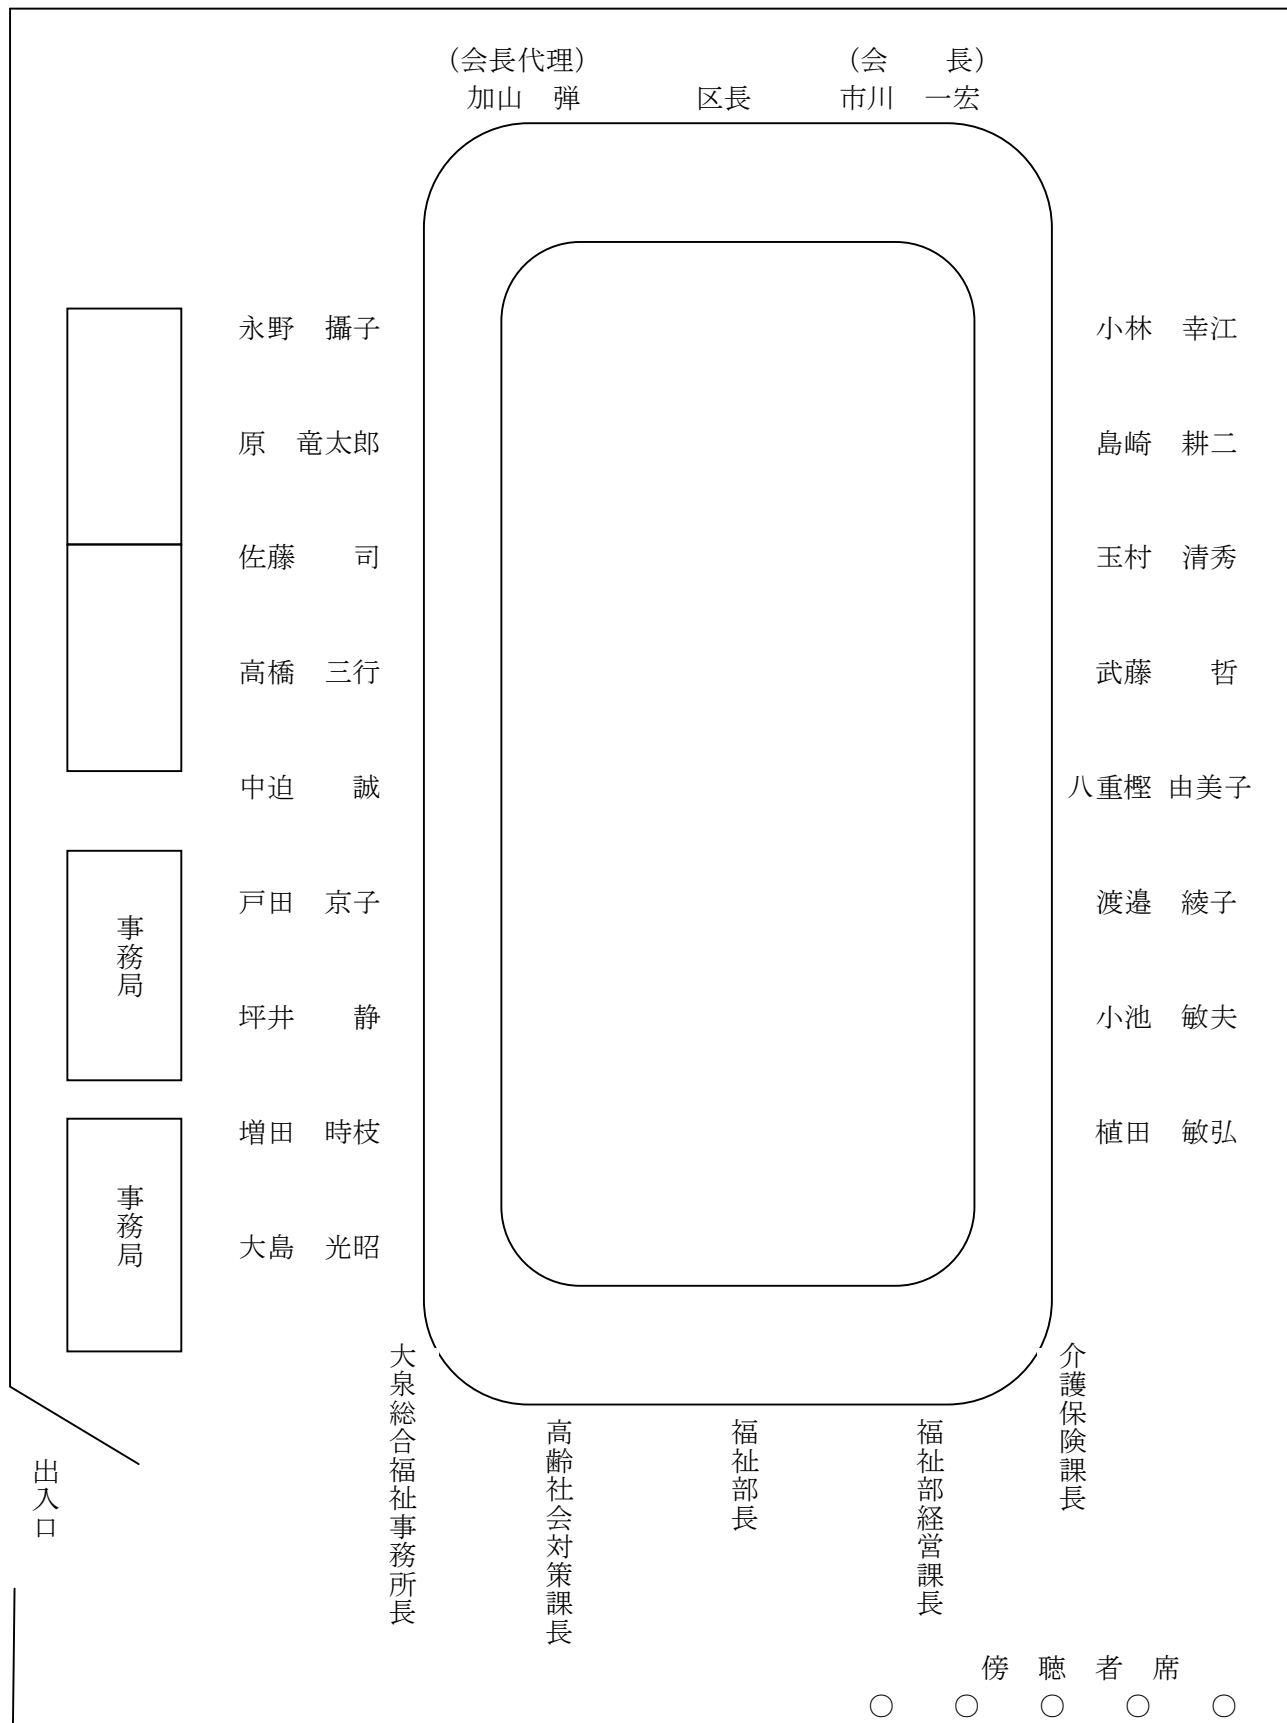 （会長代理）　（会　　長）
加山　弾　区長　市川　一宏
永野　攝子　小林　幸江
原　竜太郎　島崎　耕二
佐藤　　司　玉村　清秀
高橋　三行　武藤　　哲
中迫　　誠　八重樫 由美子
戸田　京子　渡邉　綾子
事務局
坪井　　静　小池　敏夫
増田　時枝　植田　敏弘
事務局
大島　光昭
大泉総合福祉事務所長
高齢社会対策課長
福祉部長
福祉部経営課長
介護保険課長
出入口
傍　聴　者　席
○　○　○　○　○